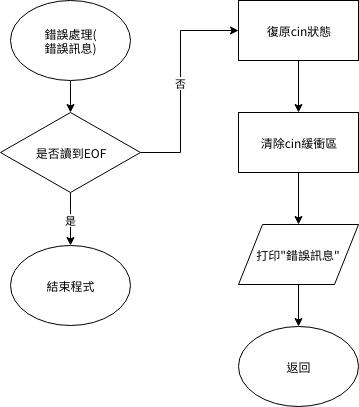 錯誤處理(
錯誤訊息)
是否讀到EOF
是
結束程式
否
復原cin狀態
清除cin緩衝區
打印"錯誤訊息"
返回